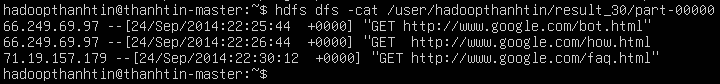 hadoopthanhtin@thanhtin-master:~$ hdfs dfs -cat /user/hadoopthanhtin/result_30/part-00000
66.249.69.97 --[24/Sep/2014:22:25:44  +0000] "GET http://www.google.com/bot.html"
66.249.69.97 --[24/Sep/2014:22:26:44  +0000] "GET  http://www.google.com/how.html
71.19.157.179 --[24/Sep/2014:22:30:12  +0000] "GET http://www.google.com/faq.html"
hadoopthanhtin@thanhtin-master:~$